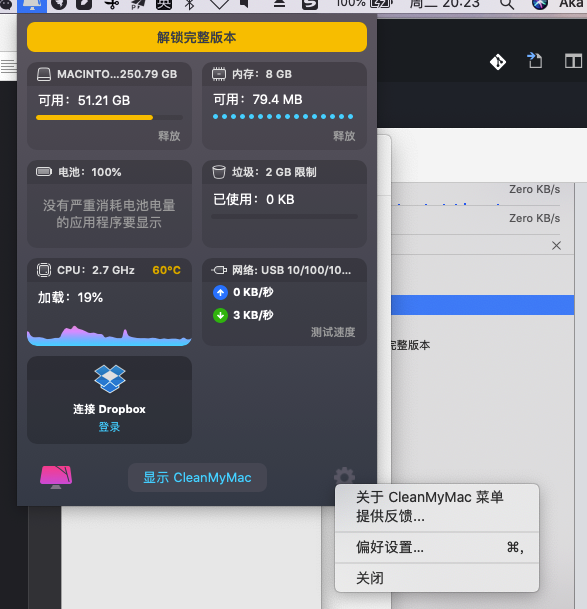 100%
周二 20:23
Aka
解锁完整版本
MACINTO...250.79 GB
可用：51.21 GB
释放
内存：8 GB
可用：79.4 MB
释放
电池：100%
没有严重消耗电池电量
的应用程序要显示
垃圾：2 GB 限制
已使用：0 KB
CPU：2.7 GHz
60°C
加载：19%
网络: USB 10/100/10...
0 KB/秒
3 KB/秒
测试速度
连接 Dropbox
登录
显示 CleanMyMac
Zero KB/s
Zero KB/s
完整版本
关于 CleanMyMac 菜单
提供反馈...
偏好设置...
⌘,
关闭